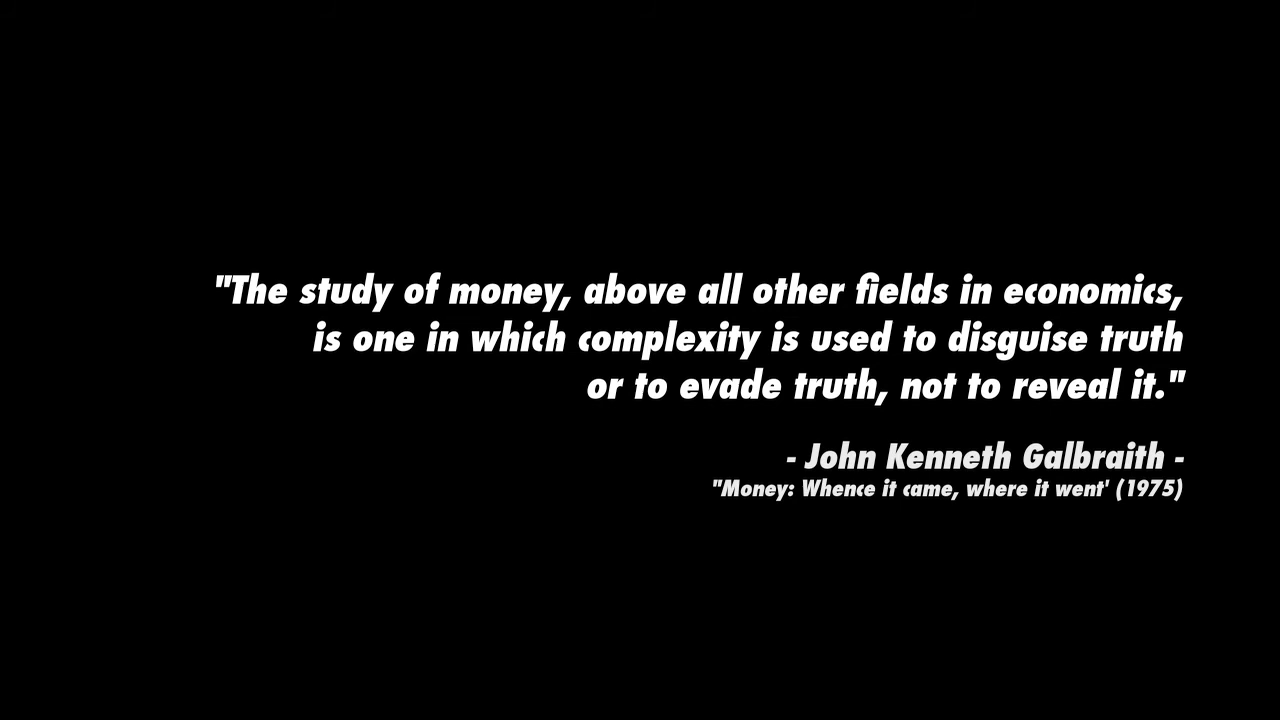 "The study of money, above all other fields in economics,
is one in which complexity is used to disguise truth
or to evade truth, not to reveal it."
- John Kenneth Galbraith -
"Money: Whence it came, where it went' (1975)